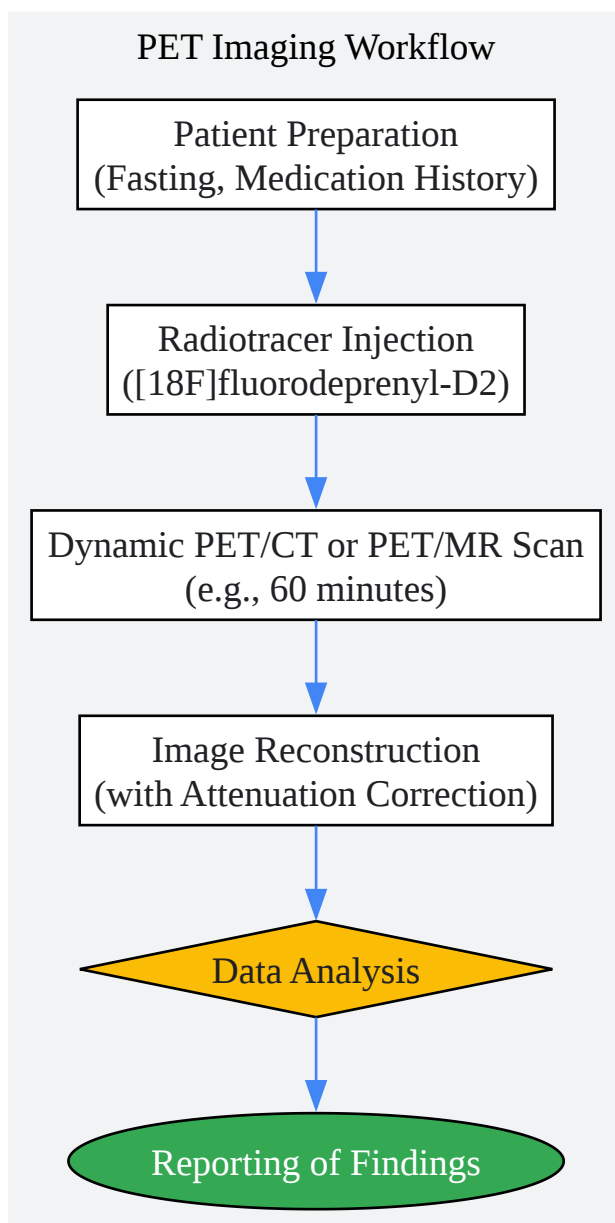 PET Imaging Workflow
Patient Preparation
(Fasting, Medication History)
Radiotracer Injection
([18F]fluorodeprenyl-D2)
Dynamic PET/CT or PET/MR Scan
(e.g., 60 minutes)
Image Reconstruction
(with Attenuation Correction)
Data Analysis
Reporting of Findings